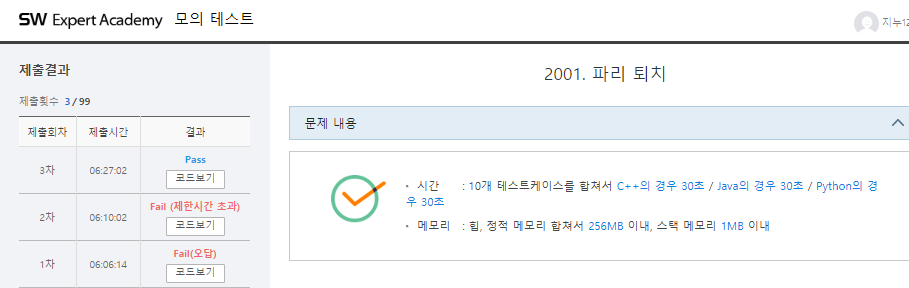 SW Expert Academy 모의 테스트
지누12
제출결과
제출횟수 3 / 99
제출회차 제출시간 결과
3차 06:27:02 Pass
코드보기
2차 06:10:02 Fail (제한시간 초과)
코드보기
1차 06:06:14 Fail(오답)
코드보기
2001. 파리 퇴치
문제 내용
• 시간 : 10개 테스트케이스를 합쳐서 C++의 경우 30초 / Java의 경우 30초 / Python의 경
우 30초
• 메모리 : 힙, 정적 메모리 합쳐서 256MB 이내, 스택 메모리 1MB 이내